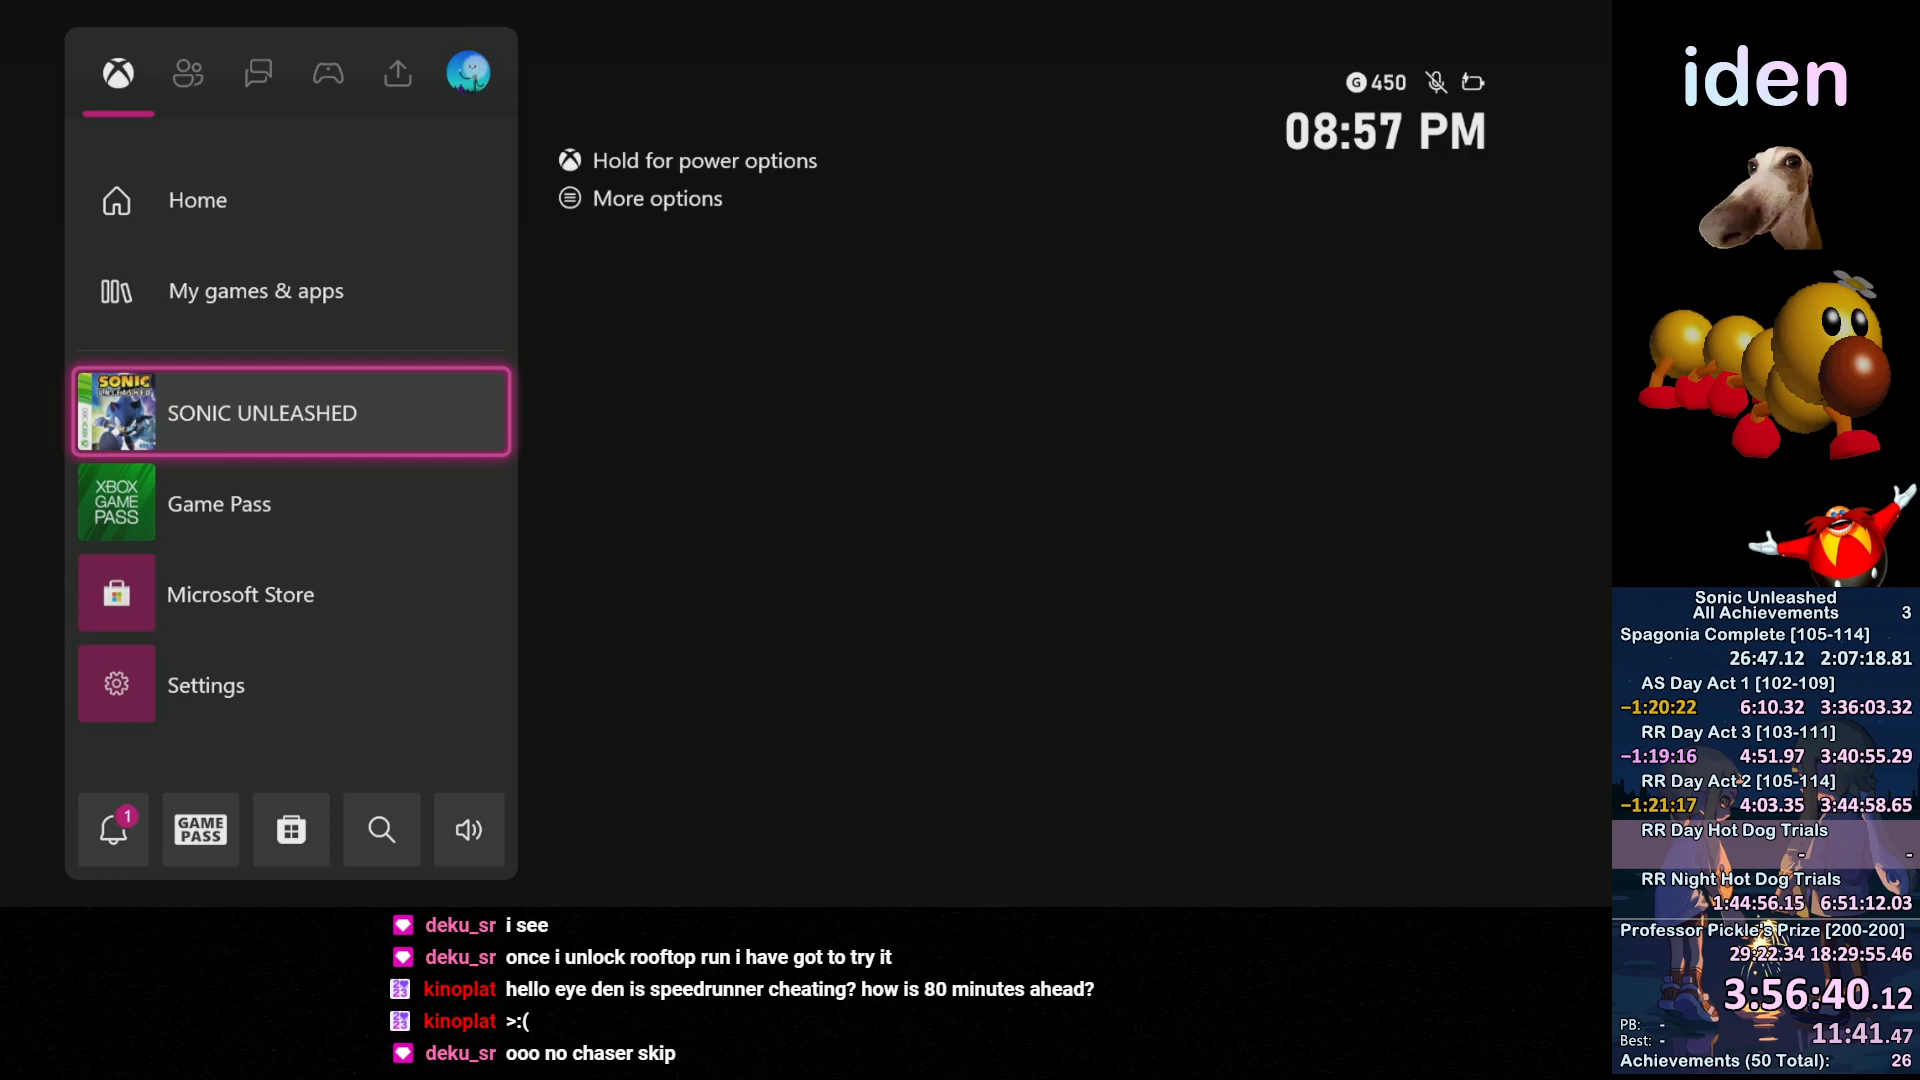 450
08:57 PM
Hold for power options
More options
Home
My games & apps
SONIC UNLEASHED
SONIC UNLEASHED
XBOX GAME PASS
Game Pass
Microsoft Store
Settings
1
GAME PASS
deku_sr i see
deku_sr once i unlock rooftop run i have got to try it
kinoplat hello eye den is speedrunner cheating? how is 80 minutes ahead?
kinoplat >:(
deku_sr ooo no chaser skip
iden
Sonic Unleashed
All Achievements 3
Spagonia Complete [105-114]
26:47.12 2:07:18.81
AS Day Act 1 [102-109]
−1:20:22 6:10.32 3:36:03.32
RR Day Act 3 [103-111]
−1:19:16 4:51.97 3:40:55.29
RR Day Act 2 [105-114]
−1:21:17 4:03.35 3:44:58.65
RR Day Hot Dog Trials
- -
RR Night Hot Dog Trials
1:44:56.15 6:51:12.03
Professor Pickle's Prize [200-200]
29:22.34 18:29:55.46
3:56:40.12
PB: -
11:41.47
Best: -
Achievements (50 Total): 26